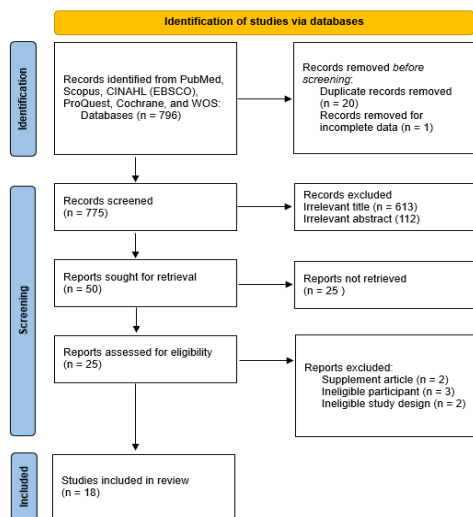 Identification of studies via databases
Identification
Records identified from PubMed,
Scopus, CINAHL (EBSCO),
ProQuest, Cochrane, and WOS:
Databases (n = 796)
Records removed before
screening:
Duplicate records removed
(n = 20)
Records removed for
incomplete data (n = 1)
Screening
Records screened
(n = 775)
Records excluded
Irrelevant title (n = 613)
Irrelevant abstract (112)
Reports sought for retrieval
(n = 50)
Reports not retrieved
(n = 25 )
Reports assessed for eligibility
(n = 25)
Reports excluded:
Supplement article (n = 2)
Ineligible participant (n = 3)
Ineligible study design (n = 2)
Included
Studies included in review
(n = 18)